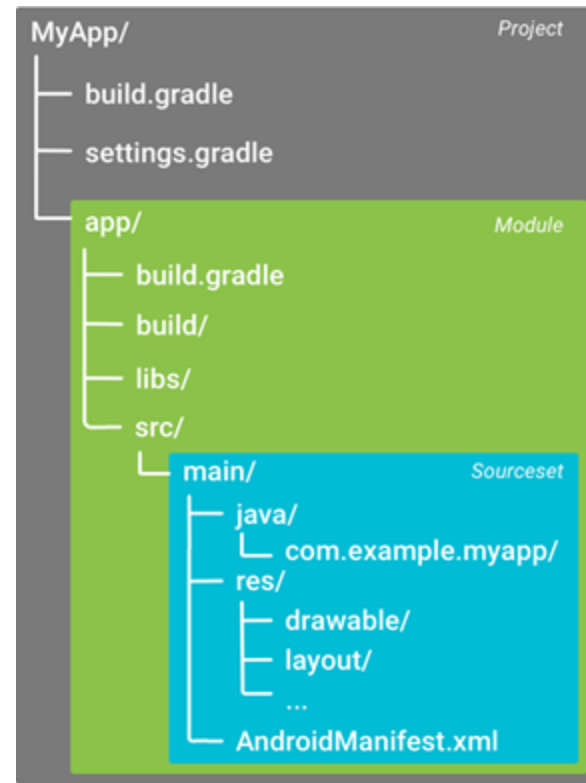 MyApp/ Project
build.gradle
settings.gradle
app/ Module
build.gradle
build/
libs/
src/
main/ Sourceset
java/
com.example.myapp/
res/
drawable/
layout/
...
AndroidManifest.xml